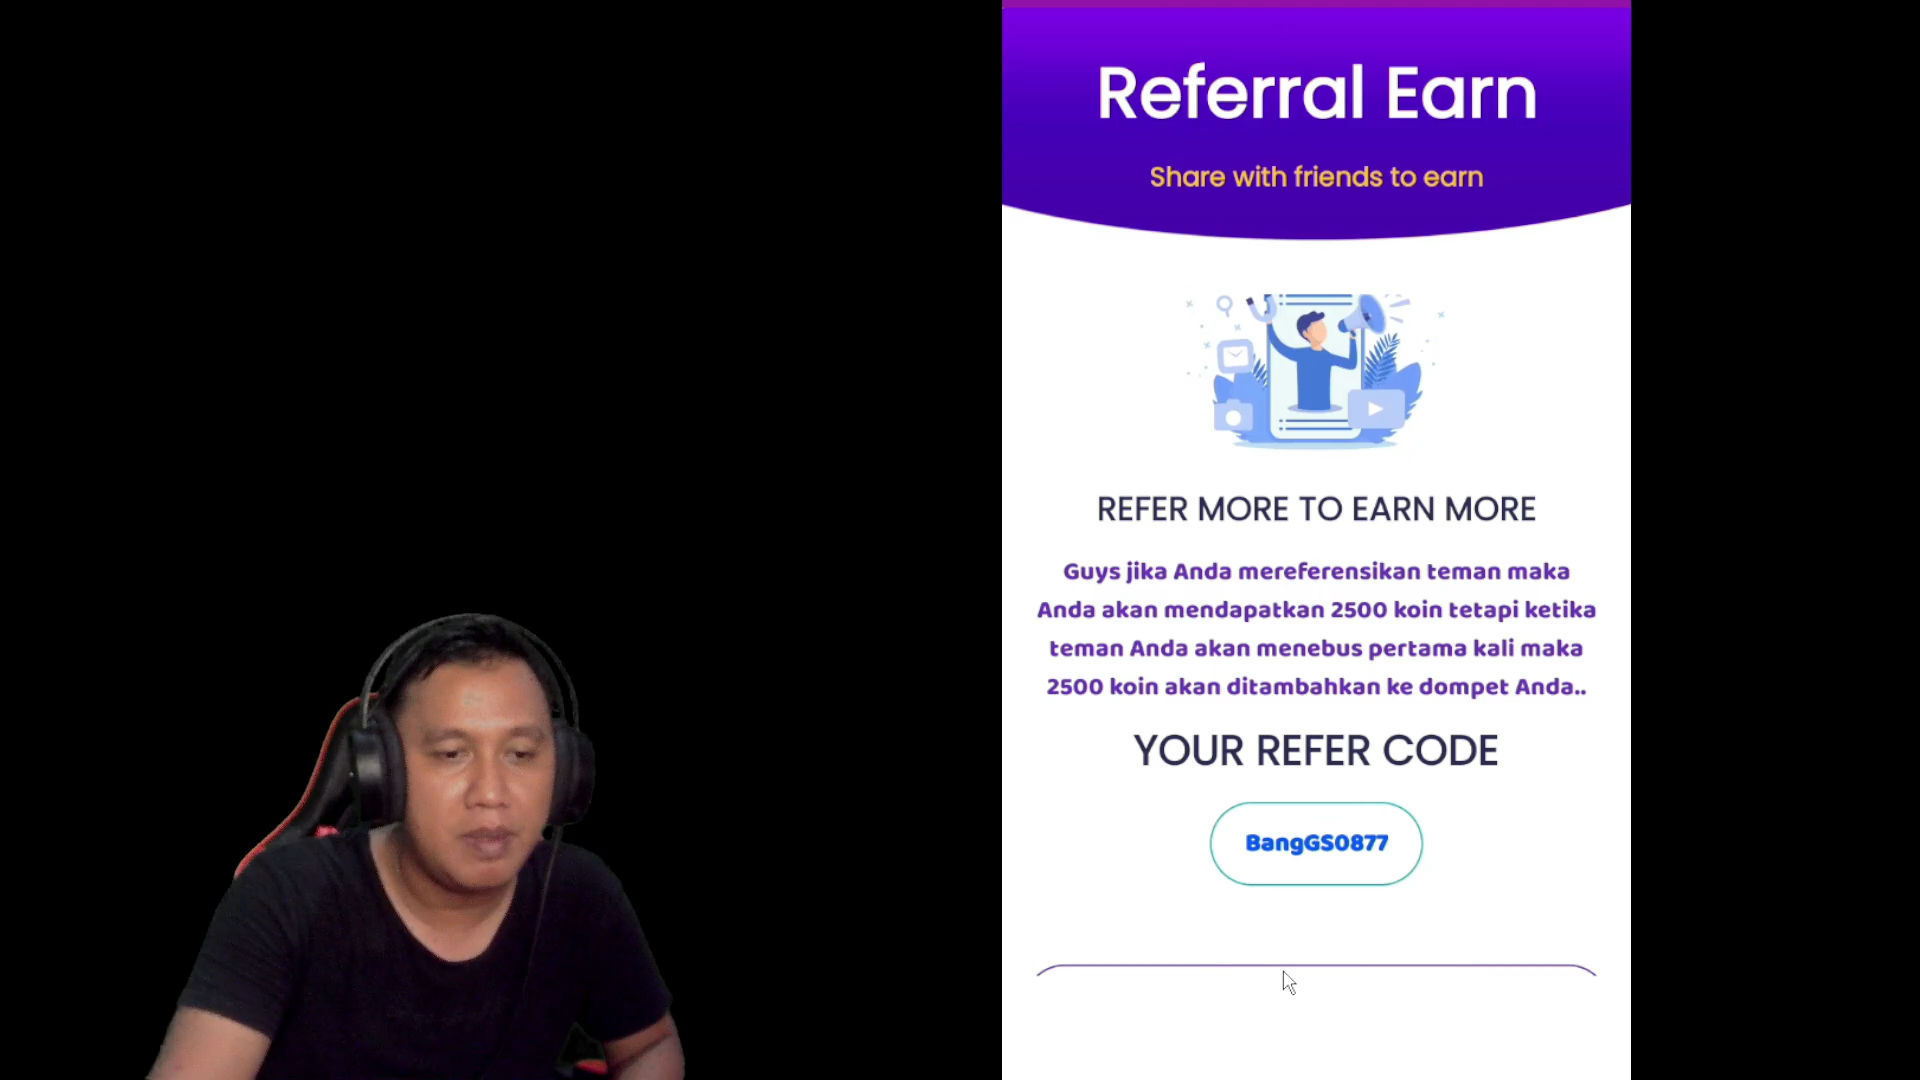 Referral Earn
Share with friends to earn
REFER MORE TO EARN MORE
Guys jika Anda mereferensikan teman maka
Anda akan mendapatkan 2500 koin tetapi ketika
teman Anda akan menebus pertama kali maka
2500 koin akan ditambahkan ke dompet Anda..
YOUR REFER CODE
BangGS0877